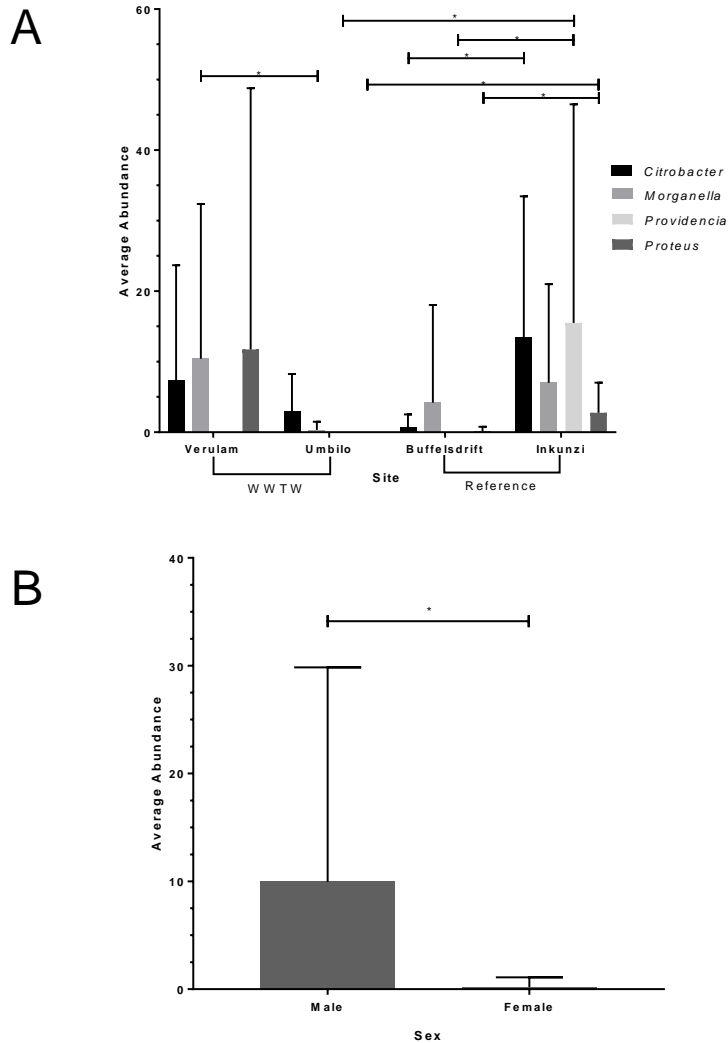 A
60
40
20
0
Average Abundance
*
*
*
*
*
*
Citrobacter
Morganella
Providencia
Proteus
Verulam Umbilo Buffelsdrift Inkunzi
WWTW Site Reference
B
40
30
20
10
0
Average Abundance
*
Male Female
Sex